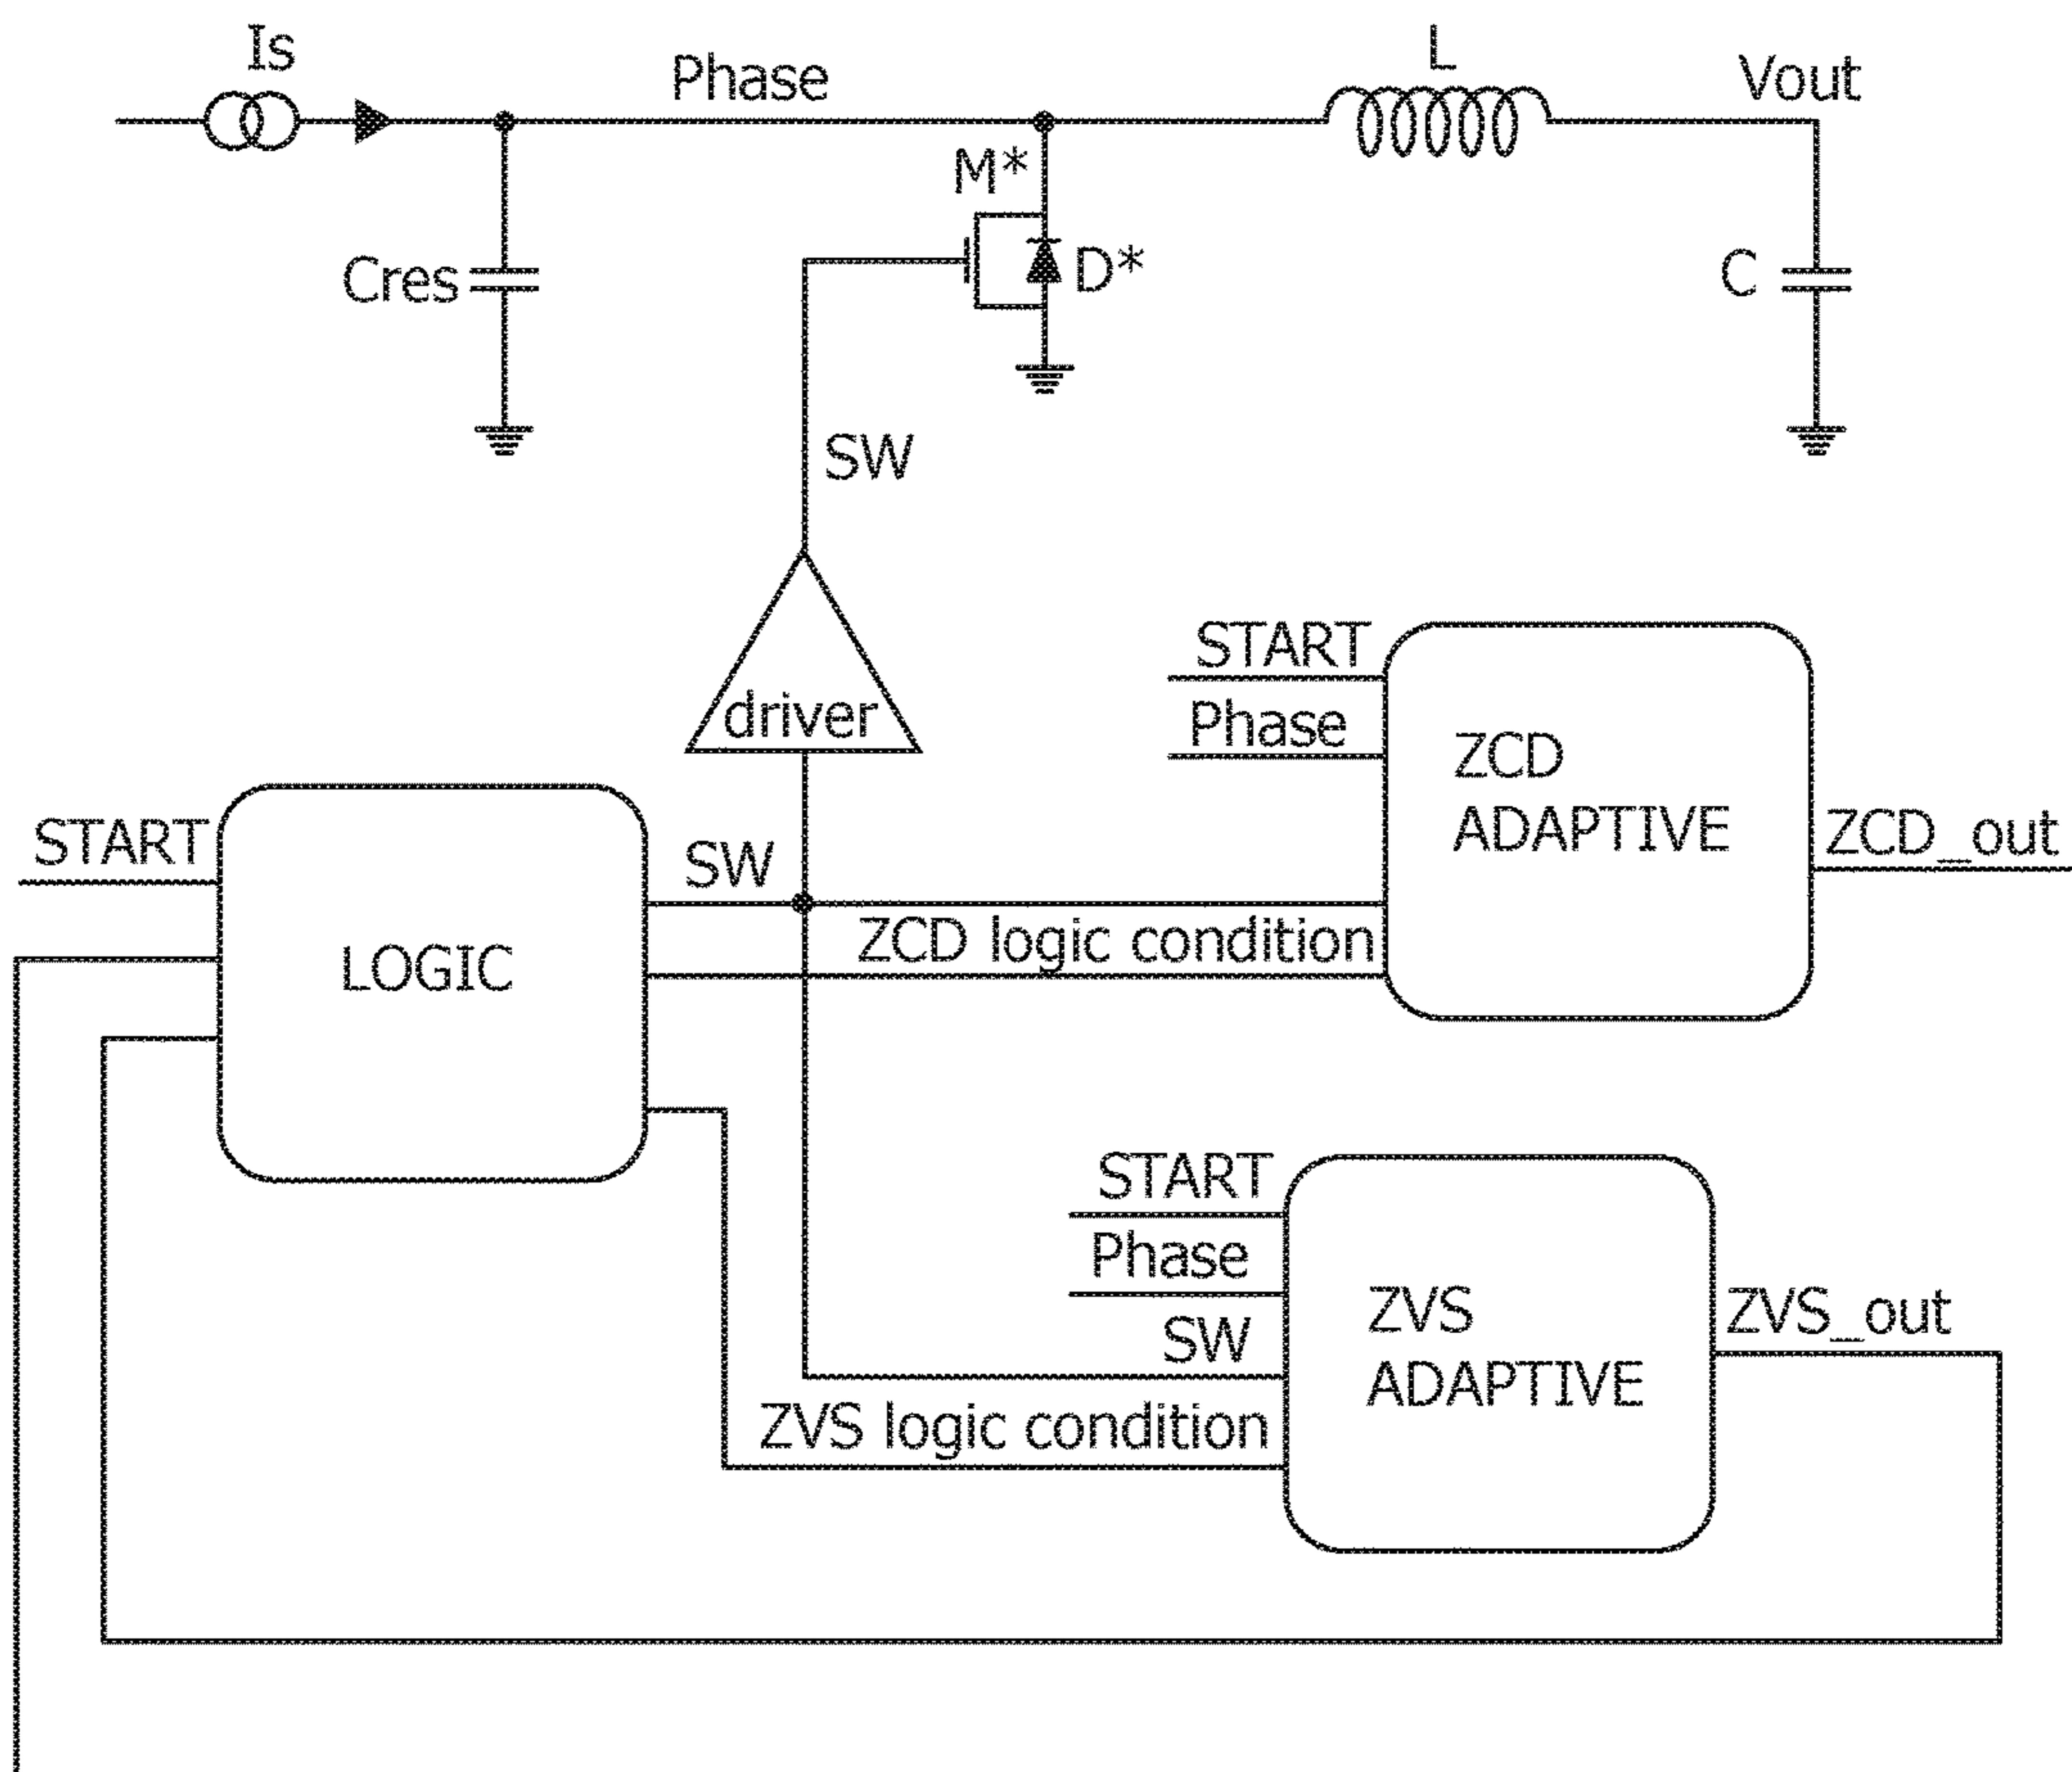 Is
Phase
L
Vout
M*
Cres
D*
C
SW
driver
START
Phase
ZCD
ADAPTIVE
ZCD_out
START
SW
ZCD logic condition
LOGIC
START
Phase
SW
ZVS
ADAPTIVE
ZVS_out
ZVS logic condition